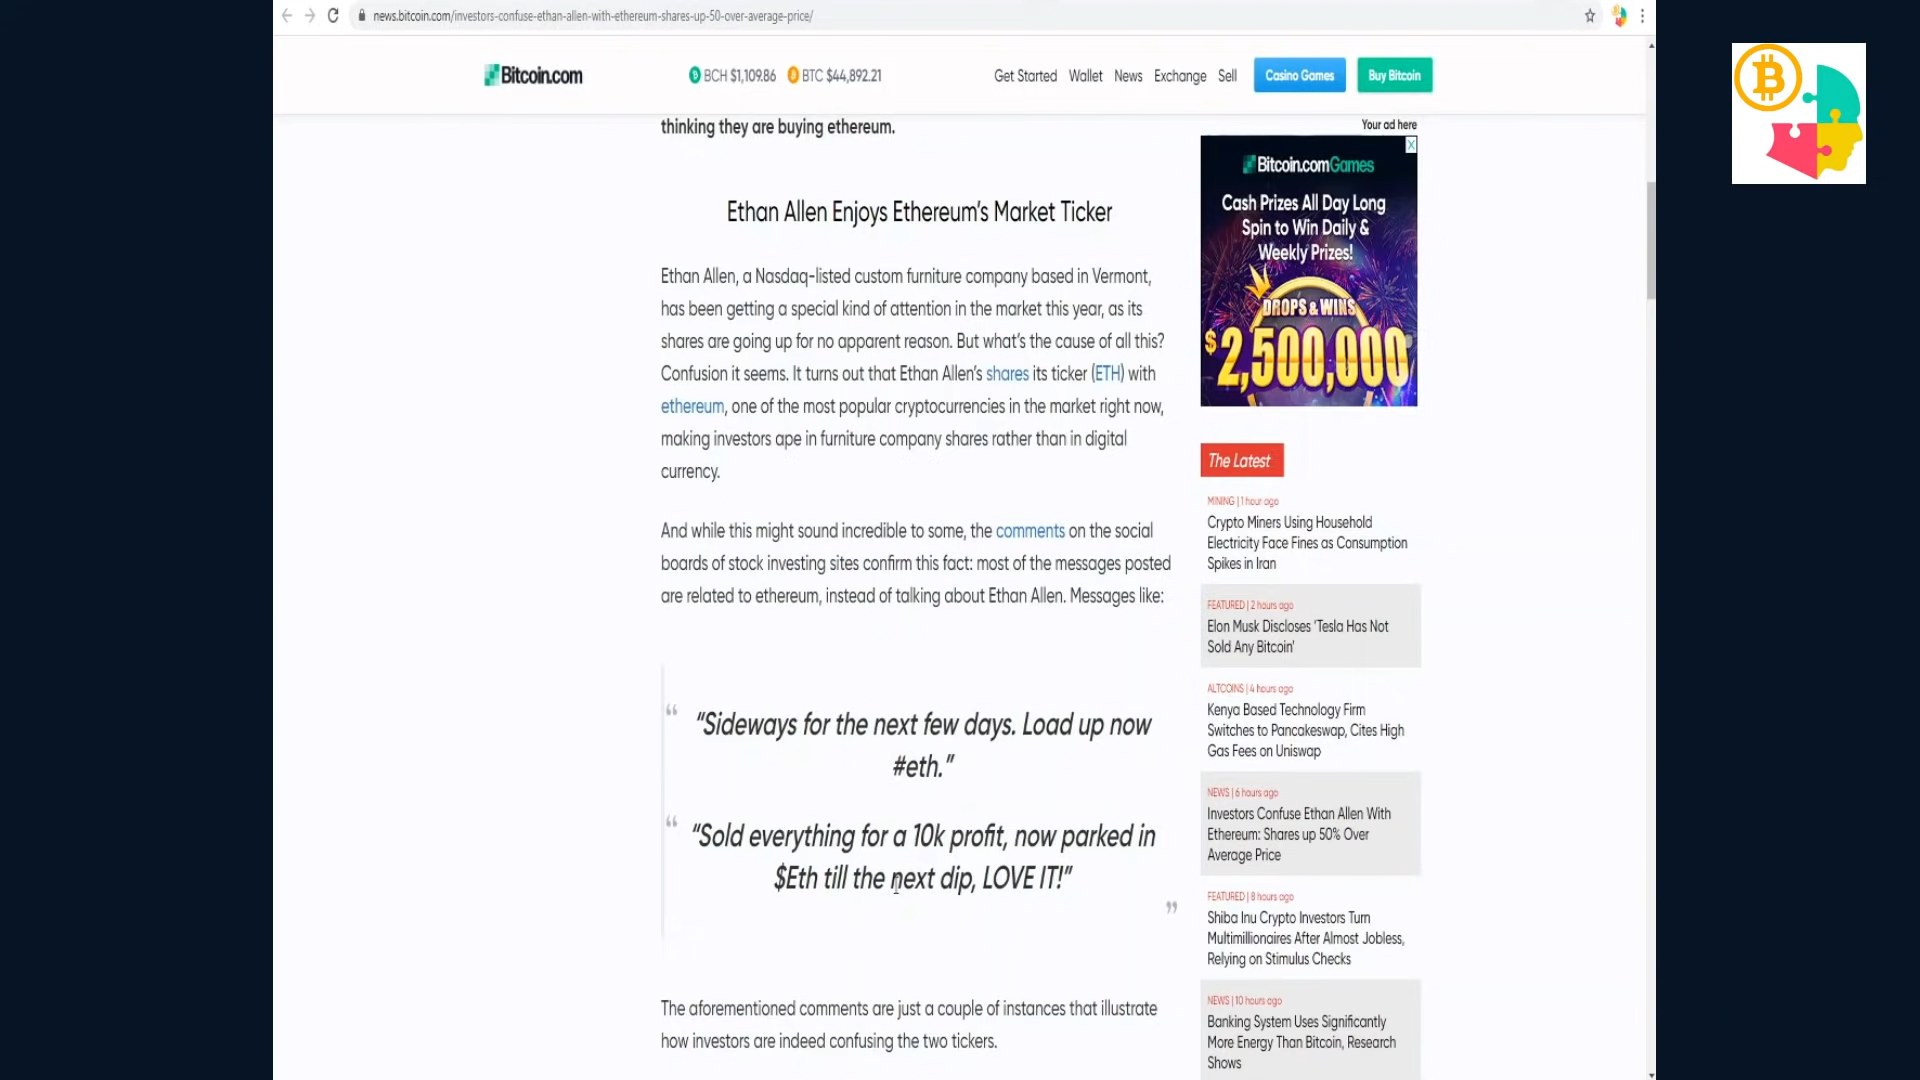 news.bitcoin.com/investors-confuse-ethan-allen-with-ethereum-shares-up-50-over-average-price/
Bitcoin.com
BCH $1,109.86 BTC $44,892.21
Get Started Wallet News Exchange Sell Casino Games Buy Bitcoin
thinking they are buying ethereum.
Ethan Allen Enjoys Ethereum's Market Ticker
Ethan Allen, a Nasdaq-listed custom furniture company based in Vermont,
has been getting a special kind of attention in the market this year, as its
shares are going up for no apparent reason. But what's the cause of all this?
Confusion it seems. It turns out that Ethan Allen's shares its ticker (ETH) with
ethereum, one of the most popular cryptocurrencies in the market right now,
making investors ape in furniture company shares rather than in digital
currency.
And while this might sound incredible to some, the comments on the social
boards of stock investing sites confirm this fact: most of the messages posted
are related to ethereum, instead of talking about Ethan Allen. Messages like:
“Sideways for the next few days. Load up now
#eth.”
“Sold everything for a 10k profit, now parked in
$Eth till the next dip, LOVE IT!”
The aforementioned comments are just a couple of instances that illustrate
how investors are indeed confusing the two tickers.
Your ad here
Bitcoin.comGames
Cash Prizes All Day Long
Spin to Win Daily &
Weekly Prizes!
DROPS & WINS
$2,500,000
The Latest
MINING | 1 hour ago
Crypto Miners Using Household
Electricity Face Fines as Consumption
Spikes in Iran
FEATURED | 2 hours ago
Elon Musk Discloses 'Tesla Has Not
Sold Any Bitcoin'
ALTCOINS | 4 hours ago
Kenya Based Technology Firm
Switches to Pancakeswap, Cites High
Gas Fees on Uniswap
NEWS | 6 hours ago
Investors Confuse Ethan Allen With
Ethereum: Shares up 50% Over
Average Price
FEATURED | 8 hours ago
Shiba Inu Crypto Investors Turn
Multimillionaires After Almost Jobless,
Relying on Stimulus Checks
NEWS | 10 hours ago
Banking System Uses Significantly
More Energy Than Bitcoin, Research
Shows